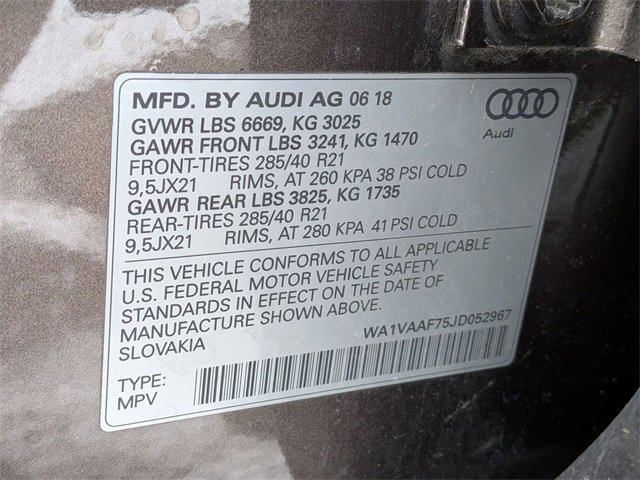 MFD. BY AUDI AG 06 18
Audi
GVWR LBS 6669, KG 3025
GAWR FRONT LBS 3241, KG 1470
FRONT-TIRES 285/40 R21
9,5JX21 RIMS, AT 260 KPA 38 PSI COLD
GAWR REAR LBS 3825, KG 1735
REAR-TIRES 285/40 R21
9,5JX21 RIMS, AT 280 KPA 41 PSI COLD
THIS VEHICLE CONFORMS TO ALL APPLICABLE
U.S. FEDERAL MOTOR VEHICLE SAFETY
STANDARDS IN EFFECT ON THE DATE OF
MANUFACTURE SHOWN ABOVE.
SLOVAKIA
WA1VAAF75JD052967
TYPE:
MPV